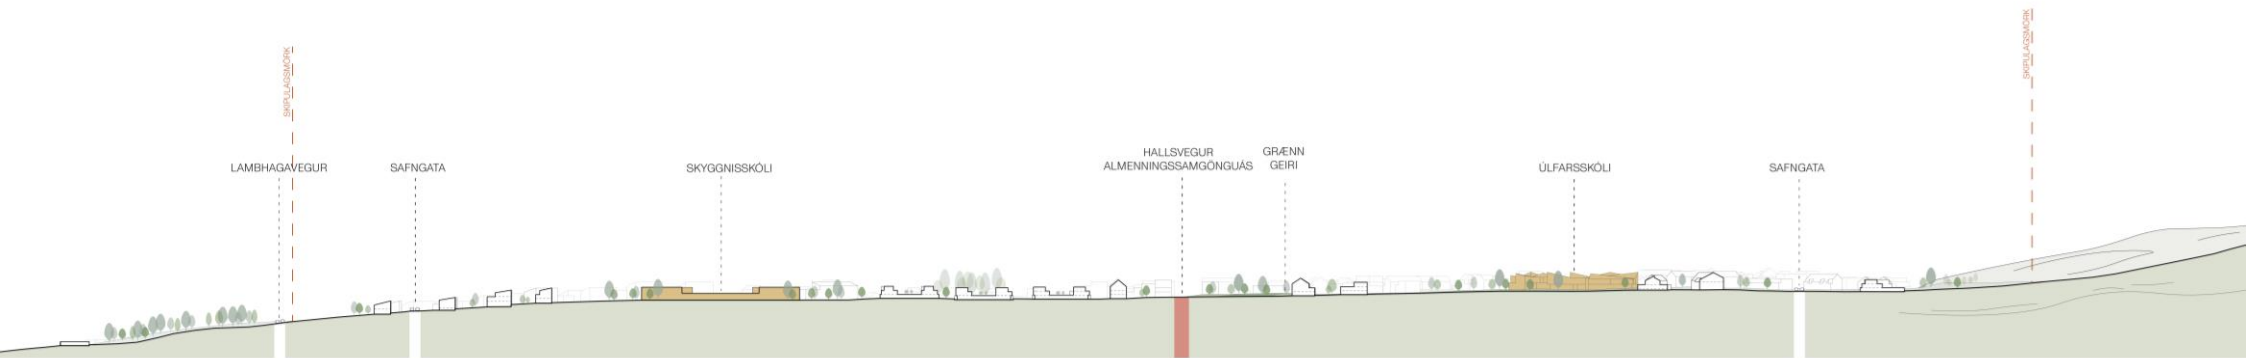 SKIPULAGSMÖRK
LAMBHAGAVEGUR
SAFNGATA
SKYGGNISSKÓLI
HALLSVEGUR
ALMENNINGSSAMGÖNGUÁS
GRÆNN
GEIRI
ÚLFARSSKÓLI
SAFNGATA
SKIPULAGSMÖRK